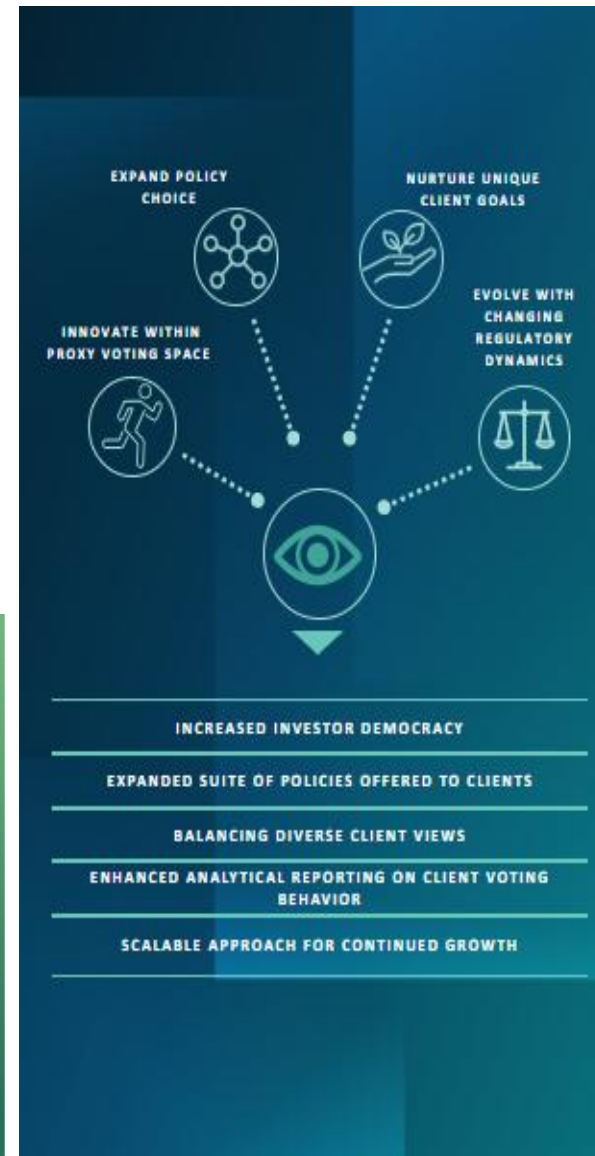 EXPAND POLICY
CHOICE
NURTURE UNIQUE
CLIENT GOALS
INNOVATE WITHIN
PROXY VOTING SPACE
EVOLVE WITH
CHANGING
REGULATORY
DYNAMICS
INCREASED INVESTOR DEMOCRACY
EXPANDED SUITE OF POLICIES OFFERED TO CLIENTS
BALANCING DIVERSE CLIENT VIEWS
ENHANCED ANALYTICAL REPORTING ON CLIENT VOTING
BEHAVIOR
SCALABLE APPROACH FOR CONTINUED GROWTH